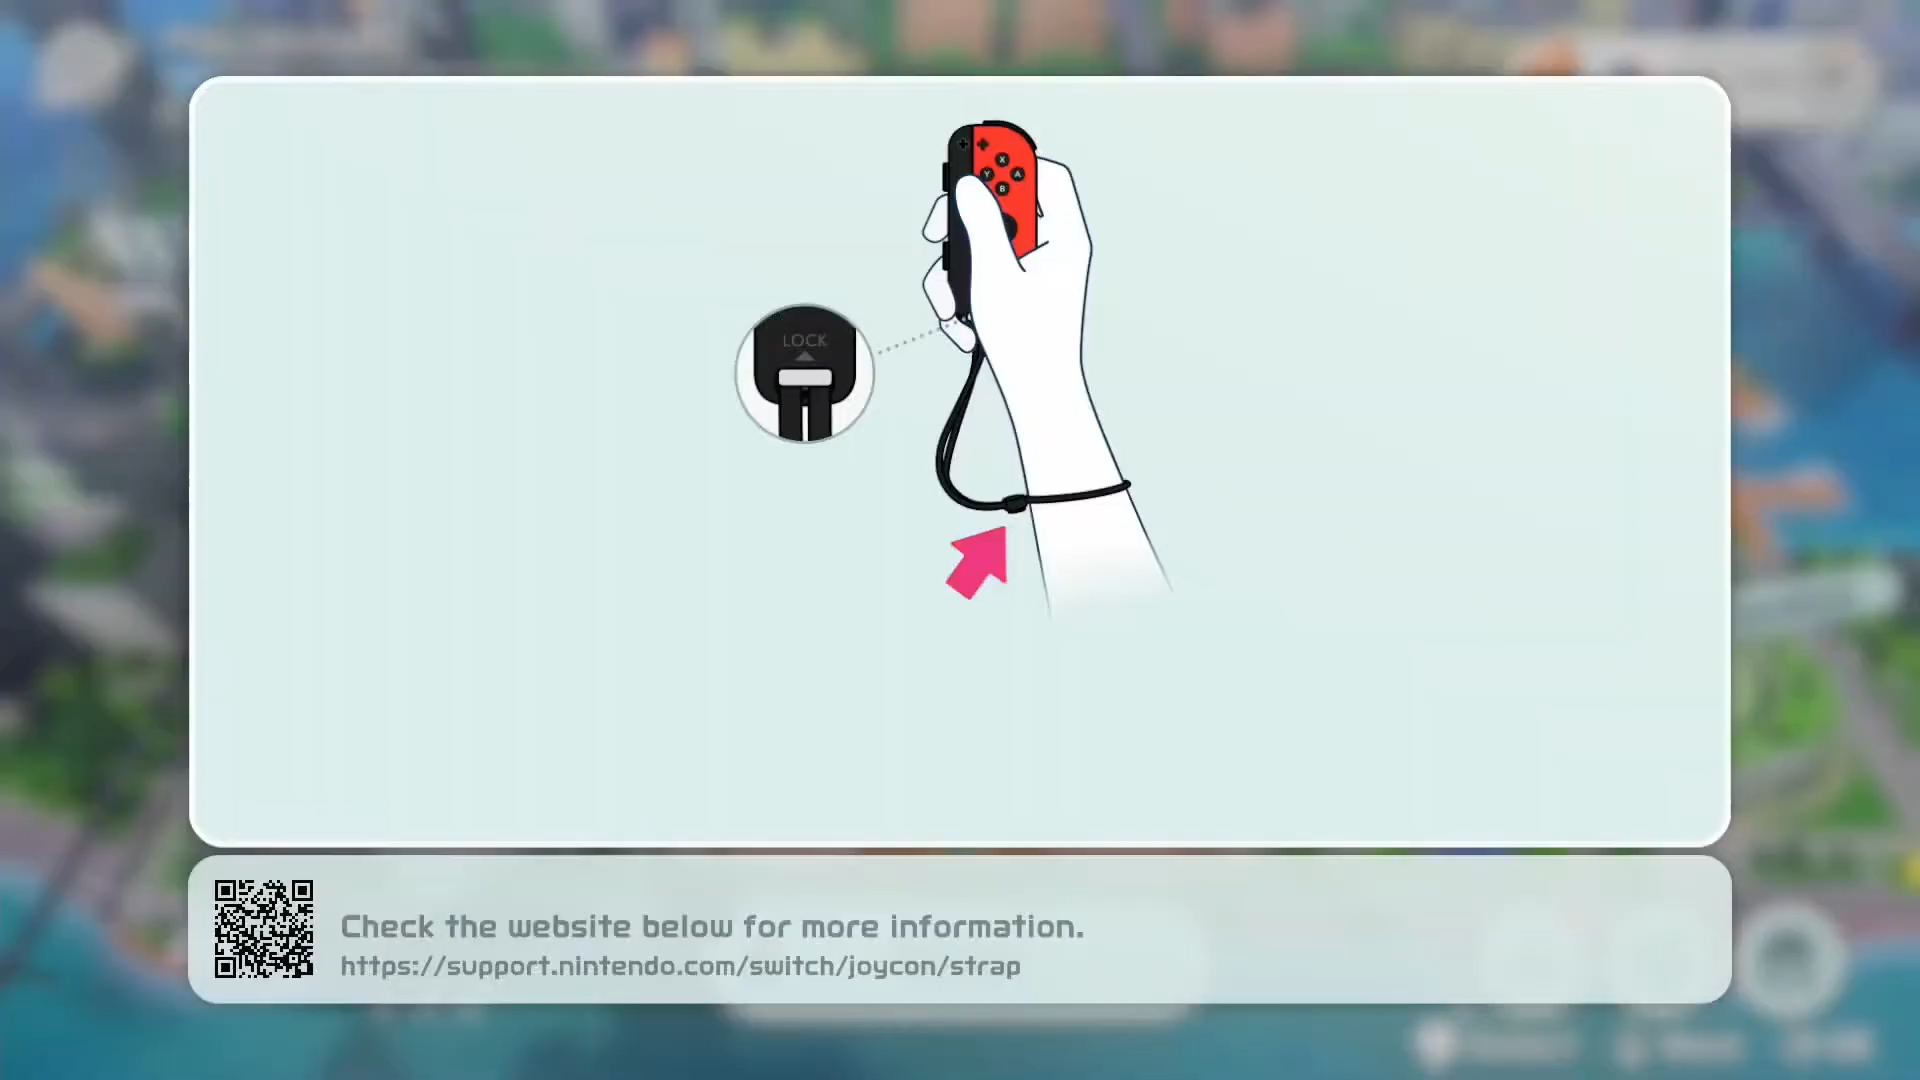 X
Y A
B
LOCK
Check the website below for more information.
https://support.nintendo.com/switch/joycon/strap